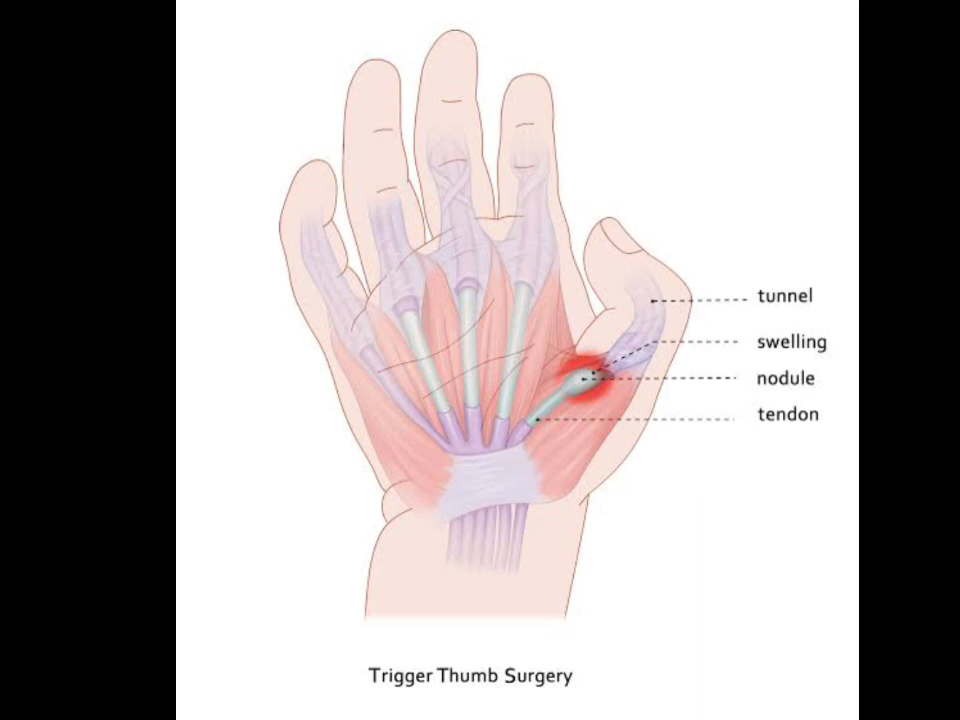 tunnel
swelling
nodule
tendon
Trigger Thumb Surgery